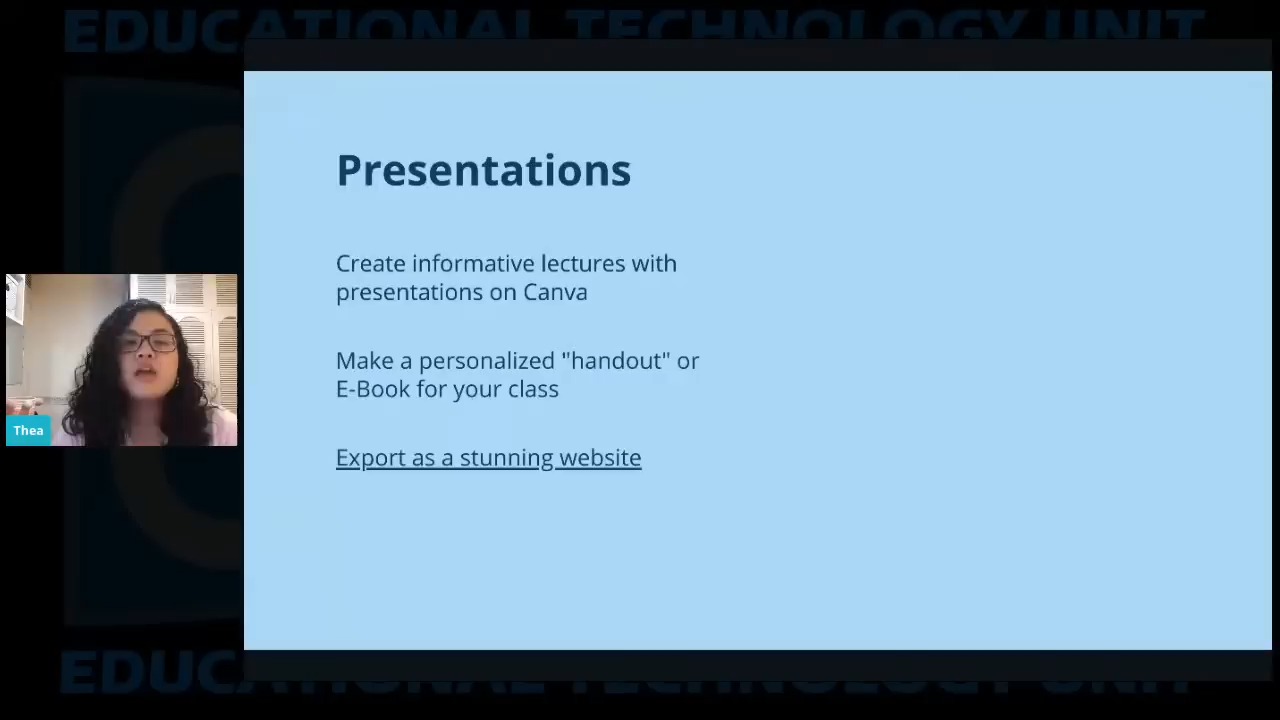 EDUCATIONAL TECHNOLOGY UNIT
Presentations
Create informative lectures with
presentations on Canva
Make a personalized "handout" or
E-Book for your class
Export as a stunning website
Thea
EDUCATIONAL TECHNOLOGY UNIT